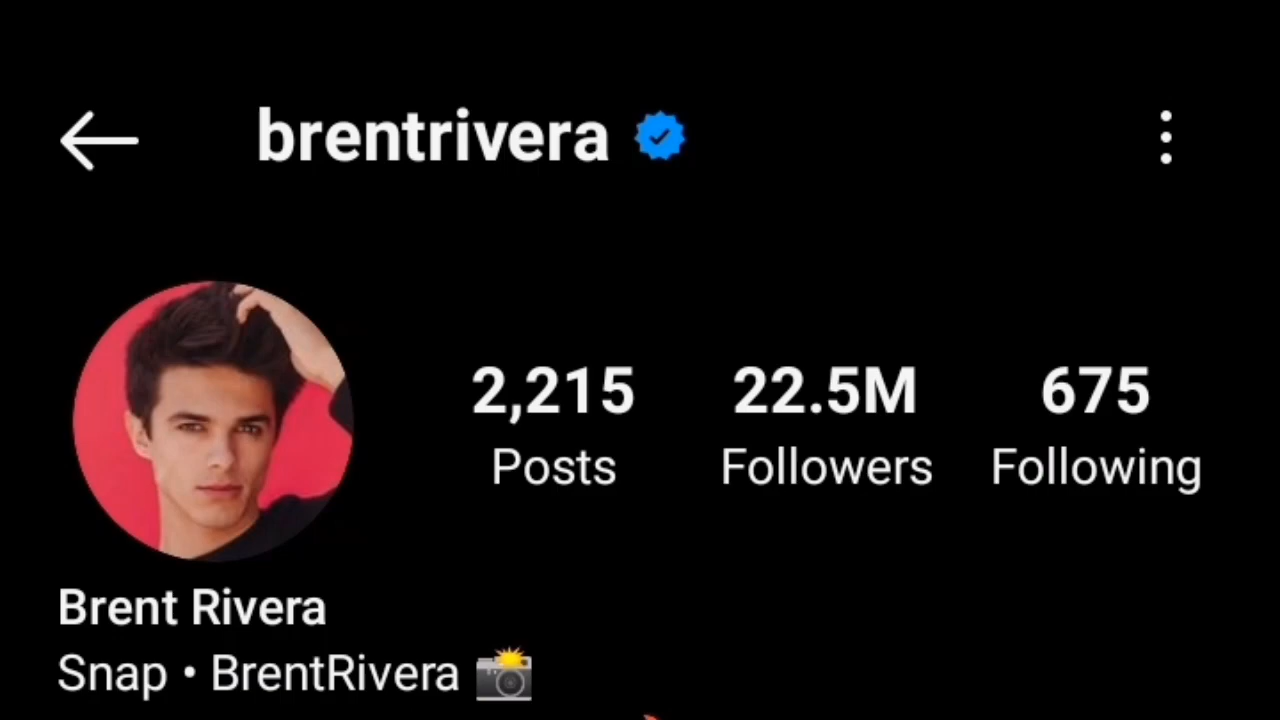 brentrivera
2,215 22.5M 675
Posts Followers Following
Brent Rivera
Snap • BrentRivera 📸